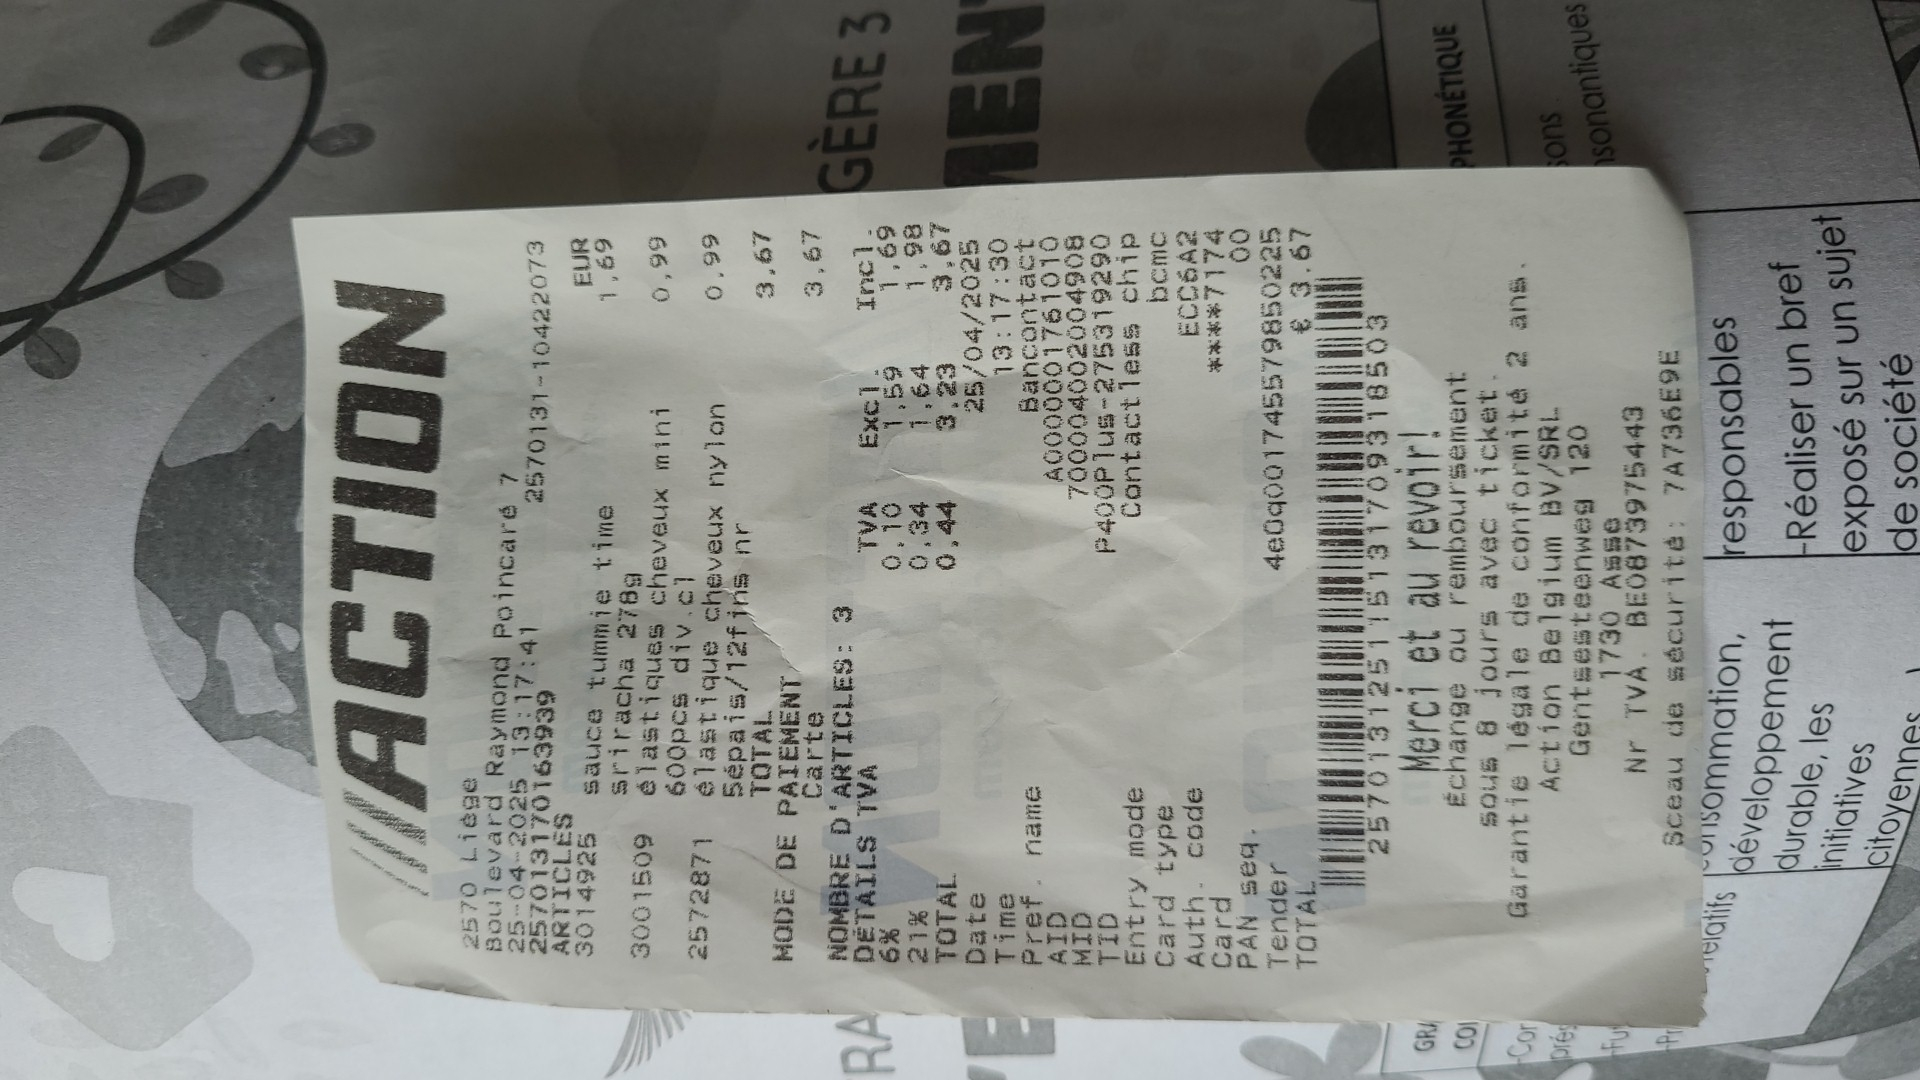 ACTION
2570 Liège
Boulevard Raymond Poincaré 7
25-04-2025 13:17:41 2570131-10422073
257013170163939
ARTICLES EUR
3014925 sauce tummie time 1.69
sriracha 278g
3001509 élastiques cheveux mini 0,99
600pcs div.cl
2572871 élastique cheveux nylon 0.99
5épais/12fins nr
TOTAL 3.67
MODE DE PAIEMENT
Carte 3.67
NOMBRE D'ARTICLES: 3
DÉTAILS TVA TVA Excl. Incl.
6% 0.10 1.59 1.69
21% 0.34 1.64 1.98
TOTAL 0.44 3.23 3.67
Date 25/04/2025
Time 13:17:30
Pref. name Bancontact
AID A0000001761010
MID 700004002004908
TID P400Plus-275319290
Entry mode Contactless chip
Card type bcmc
Auth. code ECC6A2
Card *****7174
PAN seq. 00
Tender 4e0q001745579850225
TOTAL € 3.67
257013125115131709318503
Merci et au revoir!
Échange ou remboursement
sous 8 jours avec ticket.
Garantie légale de conformité 2 ans.
Action Belgium BV/SRL
Gentsesteenweg 120
1730 Asse
Nr TVA. BE0873975443
Sceau de sécurité: 7A736E9E
GÈRE 3
PHONÉTIQUE
sons
nsonantiques
responsables
-Réaliser un bref
exposé sur un sujet
de société
consommation,
développement
durable, les
initiatives
citoyennes
relatifs